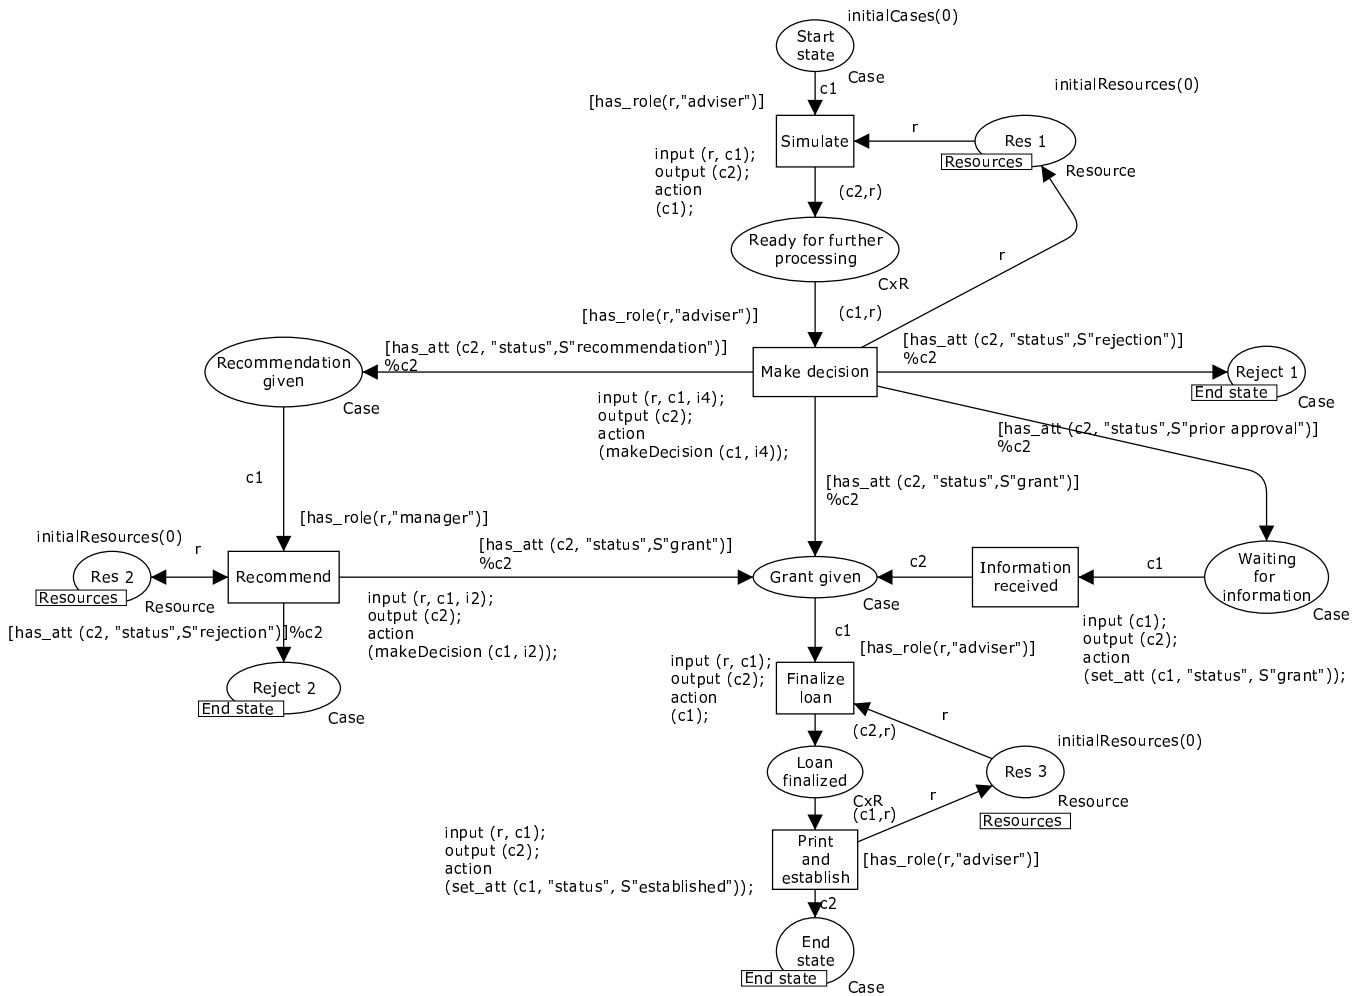 initialCases(0)
Start
state
Case
c1
initialResources(0)
[has_role(r,"adviser")]
Simulate
r
Res 1
Resources
Resource
input (r, c1);
output (c2);
action
(c1);
(c2,r)
Ready for further
processing
CxR
r
(c1,r)
[has_role(r,"adviser")]
[has_att (c2, "status",S"recommendation")]
%c2
[has_att (c2, "status",S"rejection")]
%c2
Recommendation
given
Case
Make decision
Reject 1
End state
Case
input (r, c1, i4);
output (c2);
action
(makeDecision (c1, i4));
[has_att (c2, "status",S"prior approval")]
%c2
c1
[has_att (c2, "status",S"grant")]
%c2
[has_role(r,"manager")]
initialResources(0)
r
Res 2
Resources
Resource
Recommend
[has_att (c2, "status",S"grant")]
%c2
Grant given
Case
c2
Information
received
c1
Waiting
for
information
Case
input (r, c1, i2);
output (c2);
action
(makeDecision (c1, i2));
[has_att (c2, "status",S"rejection")]%c2
input (c1);
output (c2);
action
(set_att (c1, "status", S"grant"));
c1
[has_role(r,"adviser")]
Reject 2
End state
Case
input (r, c1);
output (c2);
action
(c1);
Finalize
loan
r
(c2,r)
initialResources(0)
Loan
finalized
CxR
Res 3
Resource
Resources
r
(c1,r)
input (r, c1);
output (c2);
action
(set_att (c1, "status", S"established"));
Print
and
establish
[has_role(r,"adviser")]
c2
End
state
End state
Case